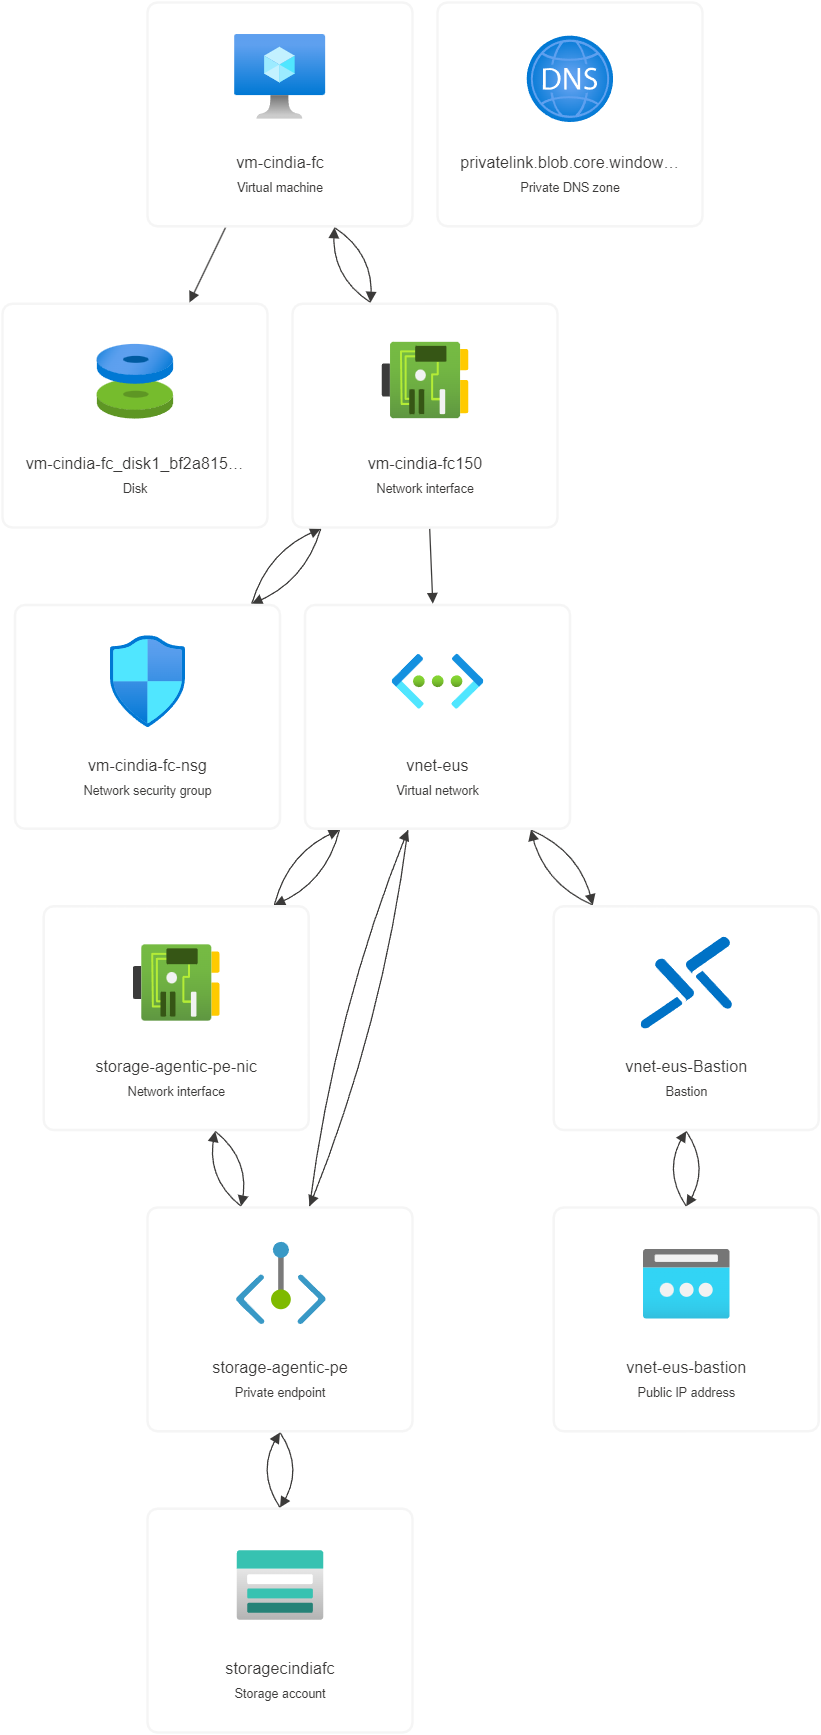 vm-cindia-fc
Virtual machine
DNS
privatelink.blob.core.window...
Private DNS zone
vm-cindia-fc_disk1_bf2a815...
Disk
vm-cindia-fc150
Network interface
vm-cindia-fc-nsg
Network security group
vnet-eus
Virtual network
storage-agentic-pe-nic
Network interface
vnet-eus-Bastion
Bastion
storage-agentic-pe
Private endpoint
vnet-eus-bastion
Public IP address
storagecindiafc
Storage account